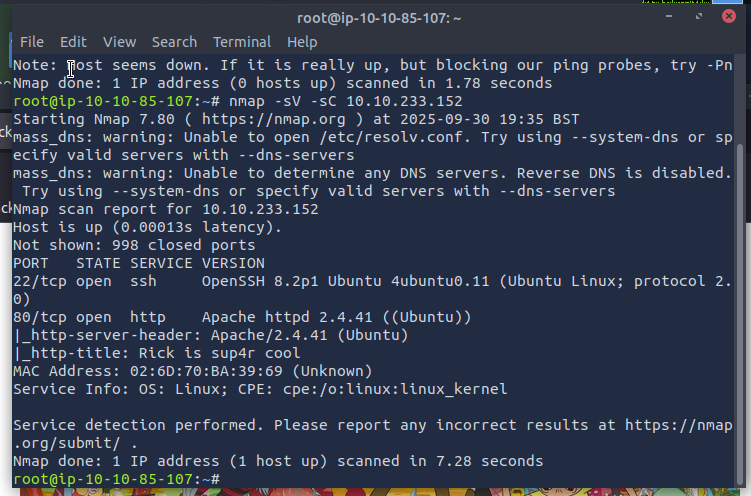 root@ip-10-10-85-107: ~
File Edit View Search Terminal Help
Note: Host seems down. If it is really up, but blocking our ping probes, try -Pn
Nmap done: 1 IP address (0 hosts up) scanned in 1.78 seconds
root@ip-10-10-85-107:~# nmap -sV -sC 10.10.233.152
Starting Nmap 7.80 ( https://nmap.org ) at 2025-09-30 19:35 BST
mass_dns: warning: Unable to open /etc/resolv.conf. Try using --system-dns or sp
ecify valid servers with --dns-servers
mass_dns: warning: Unable to determine any DNS servers. Reverse DNS is disabled.
 Try using --system-dns or specify valid servers with --dns-servers
Nmap scan report for 10.10.233.152
Host is up (0.00013s latency).
Not shown: 998 closed ports
PORT   STATE SERVICE VERSION
22/tcp open  ssh     OpenSSH 8.2p1 Ubuntu 4ubuntu0.11 (Ubuntu Linux; protocol 2.
0)
80/tcp open  http    Apache httpd 2.4.41 ((Ubuntu))
|_http-server-header: Apache/2.4.41 (Ubuntu)
|_http-title: Rick is sup4r cool
MAC Address: 02:6D:70:BA:39:69 (Unknown)
Service Info: OS: Linux; CPE: cpe:/o:linux:linux_kernel
Service detection performed. Please report any incorrect results at https://nmap
.org/submit/ .
Nmap done: 1 IP address (1 host up) scanned in 7.28 seconds
root@ip-10-10-85-107:~#